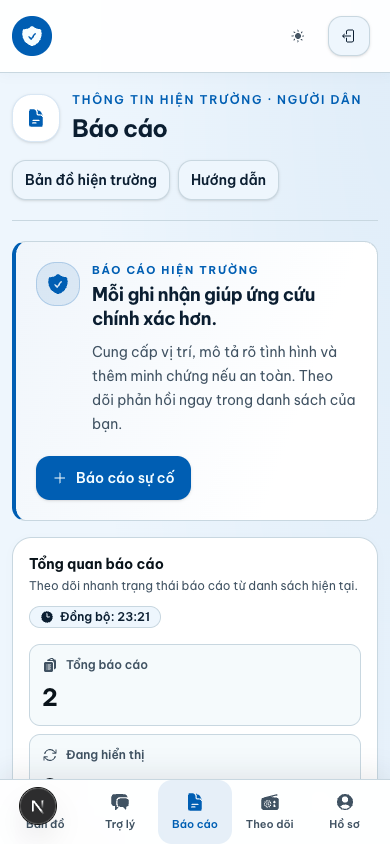 THÔNG TIN HIỆN TRƯỜNG · NGƯỜI DÂN
Báo cáo
Bản đồ hiện trường
Hướng dẫn
BÁO CÁO HIỆN TRƯỜNG
Mỗi ghi nhận giúp ứng cứu
chính xác hơn.
Cung cấp vị trí, mô tả rõ tình hình và
thêm minh chứng nếu an toàn. Theo
dõi phản hồi ngay trong danh sách của
bạn.
Báo cáo sự cố
Tổng quan báo cáo
Theo dõi nhanh trạng thái báo cáo từ danh sách hiện tại.
Đồng bộ: 23:21
Tổng báo cáo
2
Đang hiển thị
N
Bản đồ
Trợ lý
Báo cáo
Theo dõi
Hồ sơ